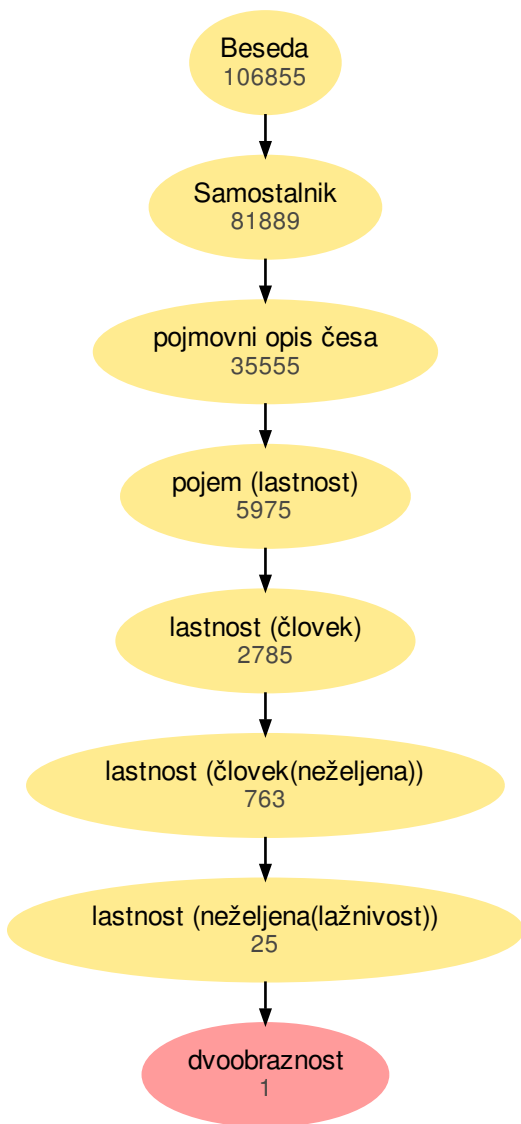 Beseda
106855
Samostalnik
81889
pojmovni opis česa
35555
pojem (lastnost)
5975
lastnost (človek)
2785
lastnost (človek(neželjena))
763
lastnost (neželjena(lažnivost))
25
dvoobraznost
1